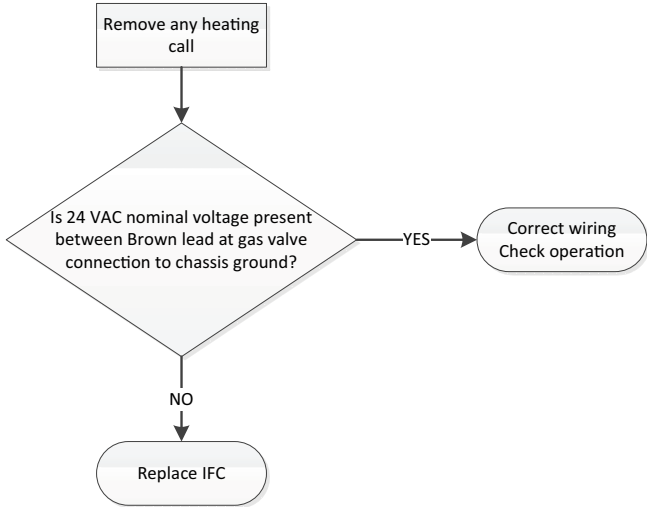 Remove any heating
call
Is 24 VAC nominal voltage present
between Brown lead at gas valve
connection to chassis ground?
YES
Correct wiring
Check operation
NO
Replace IFC